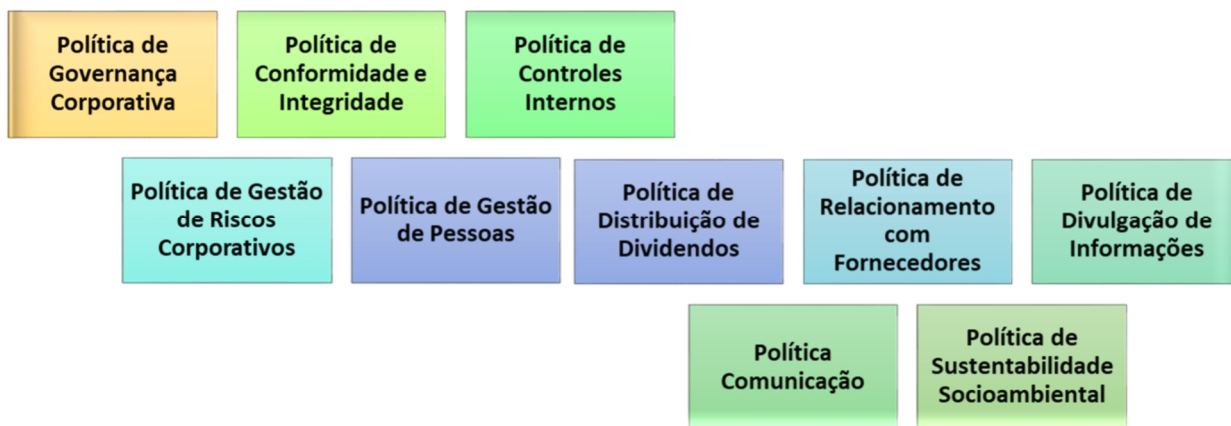 Política de
Governança
Corporativa
Política de
Conformidade e
Integridade
Política de
Controles
Internos
Política de Gestão
de Riscos
Corporativos
Política de Gestão
de Pessoas
Política de
Distribuição de
Dividendos
Política de
Relacionamento
com
Fornecedores
Política de
Divulgação de
Informações
Política
Comunicação
Política de
Sustentabilidade
Socioambiental